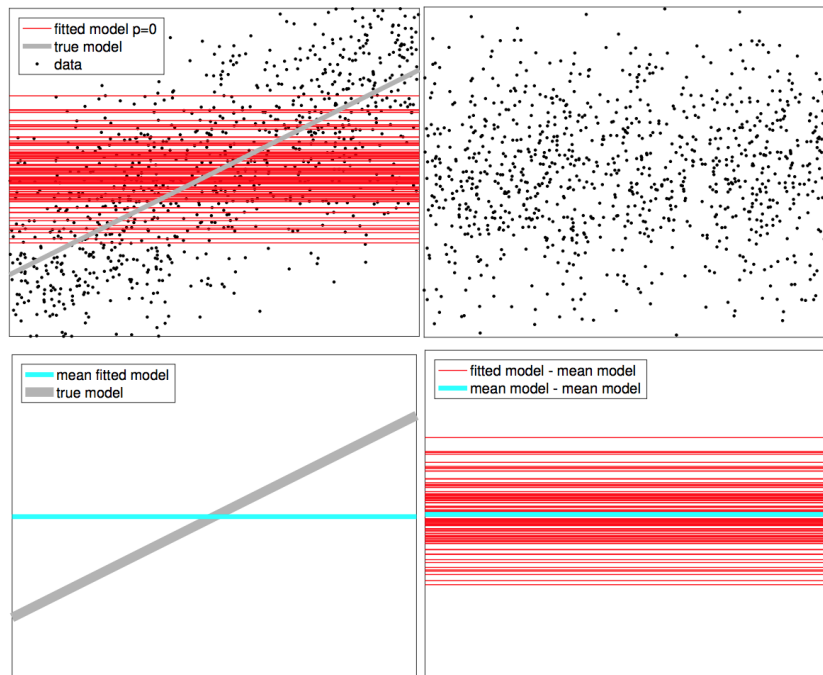 fitted model p=0
true model
data
mean fitted model
true model
fitted model - mean model
mean model - mean model